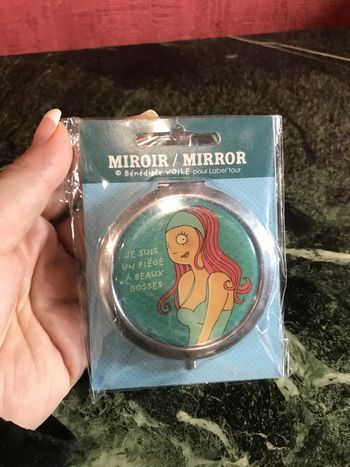 MIROIR / MIRROR
© Bénédicte VOILE pour Label'tour
JE SUIS
UN PIÈGE
À BEAUX
GOSSES